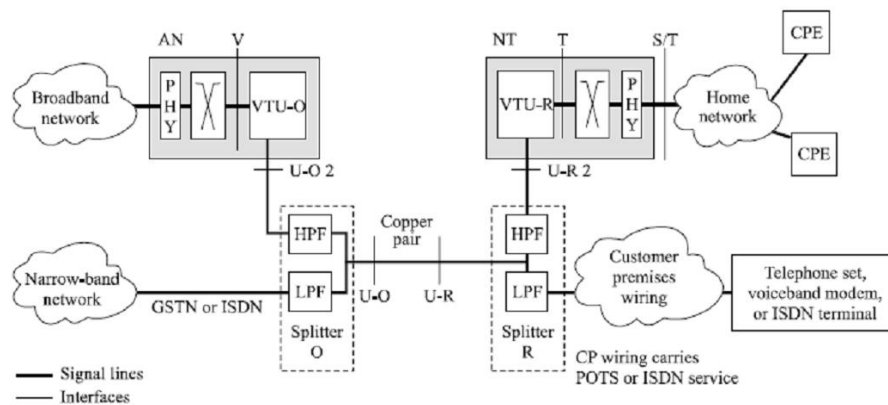 AN
V
NT
T
S/T
CPE
Broadband
network
P
H
Y
VTU-O
VTU-R
P
H
Y
Home
network
CPE
U-O 2
U-R 2
HPF
Copper
pair
HPF
Narrow-band
network
GSTN or ISDN
LPF
U-O
U-R
LPF
Customer
premises
wiring
Telephone set,
voiceband modem,
or ISDN terminal
Splitter
O
Splitter
R
CP wiring carries
POTS or ISDN service
Signal lines
Interfaces